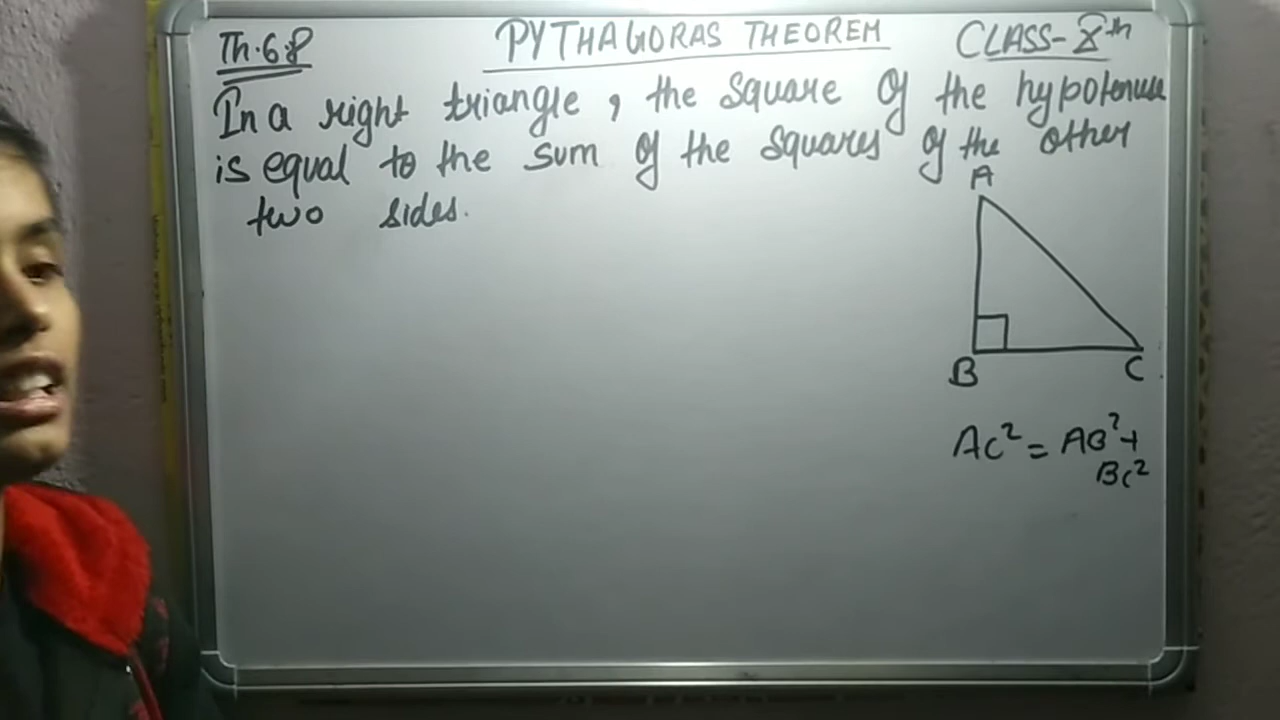 Th.6.8 PYTHAGORAS THEOREM CLASS-8th
In a right triangle, the square of the hypotenuse
is equal to the sum of the squares of the other
two sides.
A
B C
AC² = AB² +
BC²